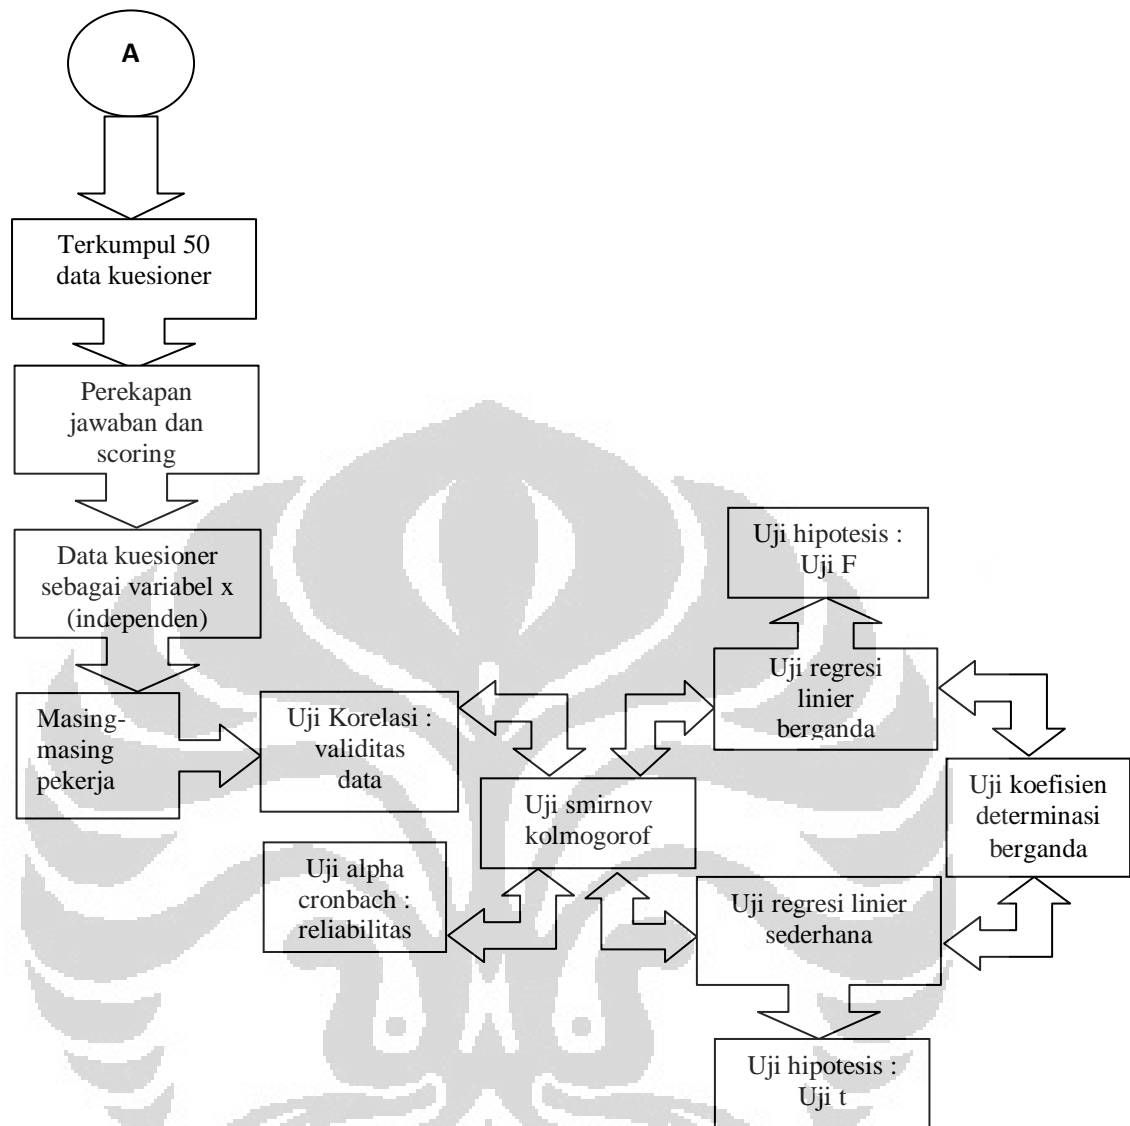 A
Terkumpul 50
data kuesioner
Perekapan
jawaban dan
scoring
Data kuesioner
sebagai variabel x
(independen)
Masing-
masing
pekerja
Uji Korelasi :
validitas
data
Uji alpha
cronbach :
reliabilitas
Uji smirnov
kolmogorof
Uji hipotesis :
Uji F
Uji regresi
linier
berganda
Uji koefisien
determinasi
berganda
Uji regresi linier
sederhana
Uji hipotesis :
Uji t